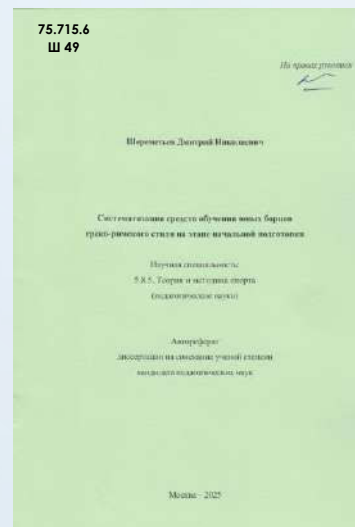 75.715.6
Ш 49
На правах рукописи
Шереметьев Дмитрий Николаевич
Систематизация средств обучения юных борцов
греко-римского стиля на этапе начальной подготовки
Научная специальность:
5.8.5. Теория и методика спорта
(педагогические науки)
Автореферат
диссертации на соискание ученой степени
кандидата педагогических наук
Москва – 2025